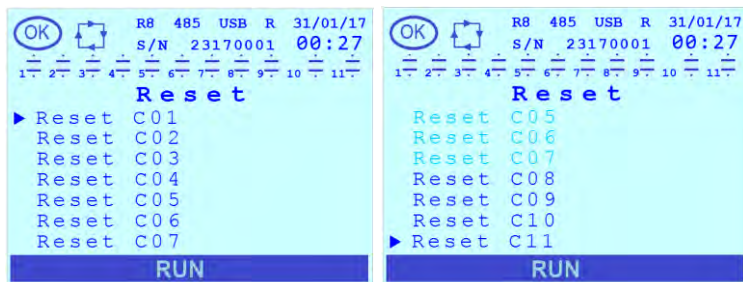 OK R8 485 USB R 31/01/17
S/N 23170001 00:27
1 2 3 4 5 6 7 8 9 10 11
Reset
▶ Reset C01
Reset C02
Reset C03
Reset C04
Reset C05
Reset C06
Reset C07
RUN
OK R8 485 USB R 31/01/17
S/N 23170001 00:27
1 2 3 4 5 6 7 8 9 10 11
Reset
Reset C05
Reset C06
Reset C07
Reset C08
Reset C09
Reset C10
▶ Reset C11
RUN